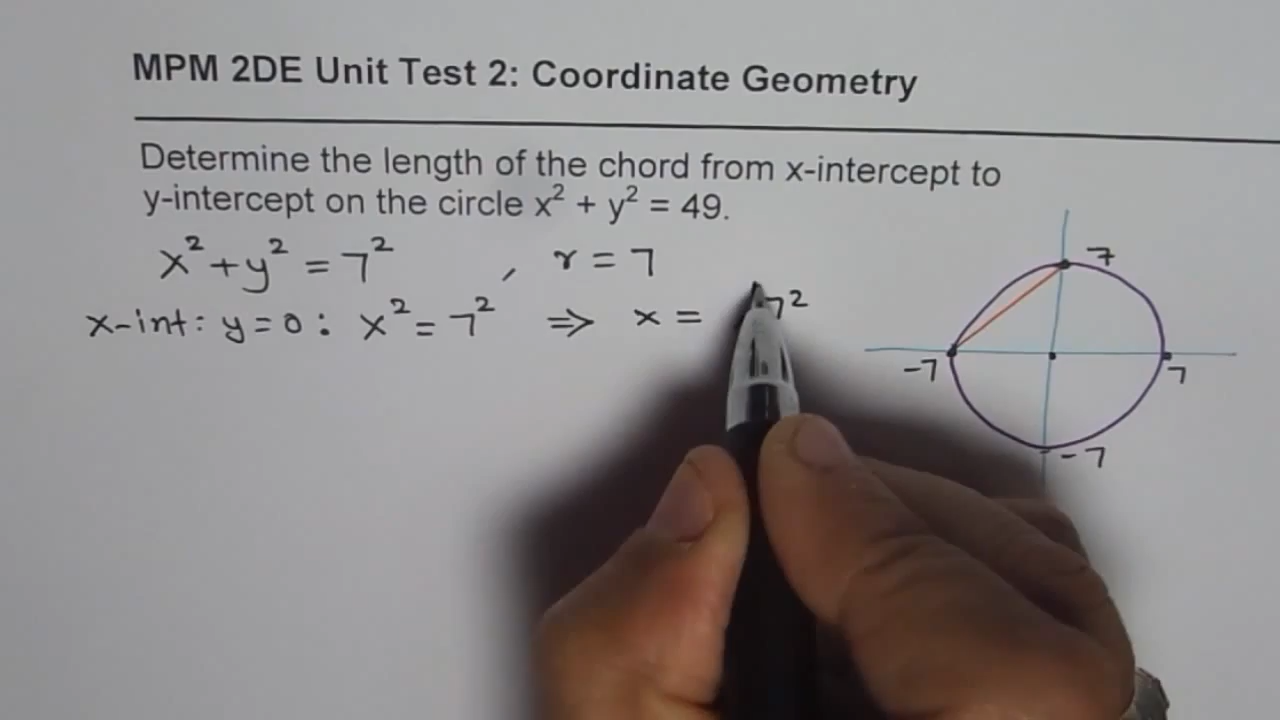 MPM 2DE Unit Test 2: Coordinate Geometry
Determine the length of the chord from x-intercept to
y-intercept on the circle x² + y² = 49.
x² + y² = 7² , r = 7
x-int: y = 0 : x² = 7² ⇒ x = 7²
7
-7
7
-7